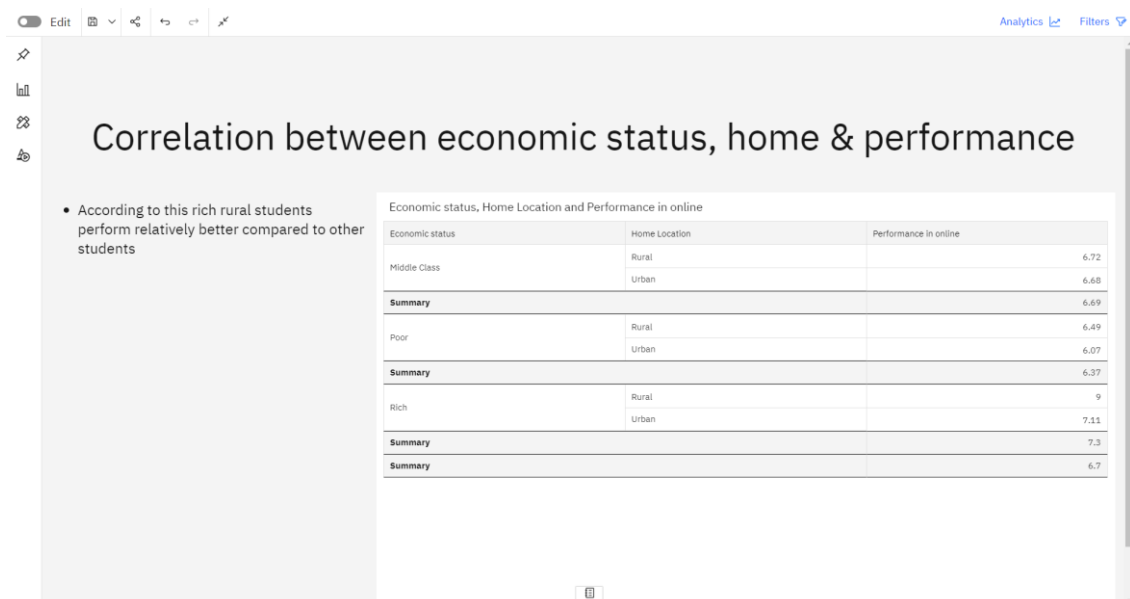 Edit
Analytics
Filters
Correlation between economic status, home & performance
• According to this rich rural students
perform relatively better compared to other
students
Economic status, Home Location and Performance in online
Economic status Home Location Performance in online
Middle Class Rural 6.72
Urban 6.68
Summary 6.69
Poor Rural 6.49
Urban 6.07
Summary 6.37
Rich Rural 9
Urban 7.11
Summary 7.3
Summary 6.7